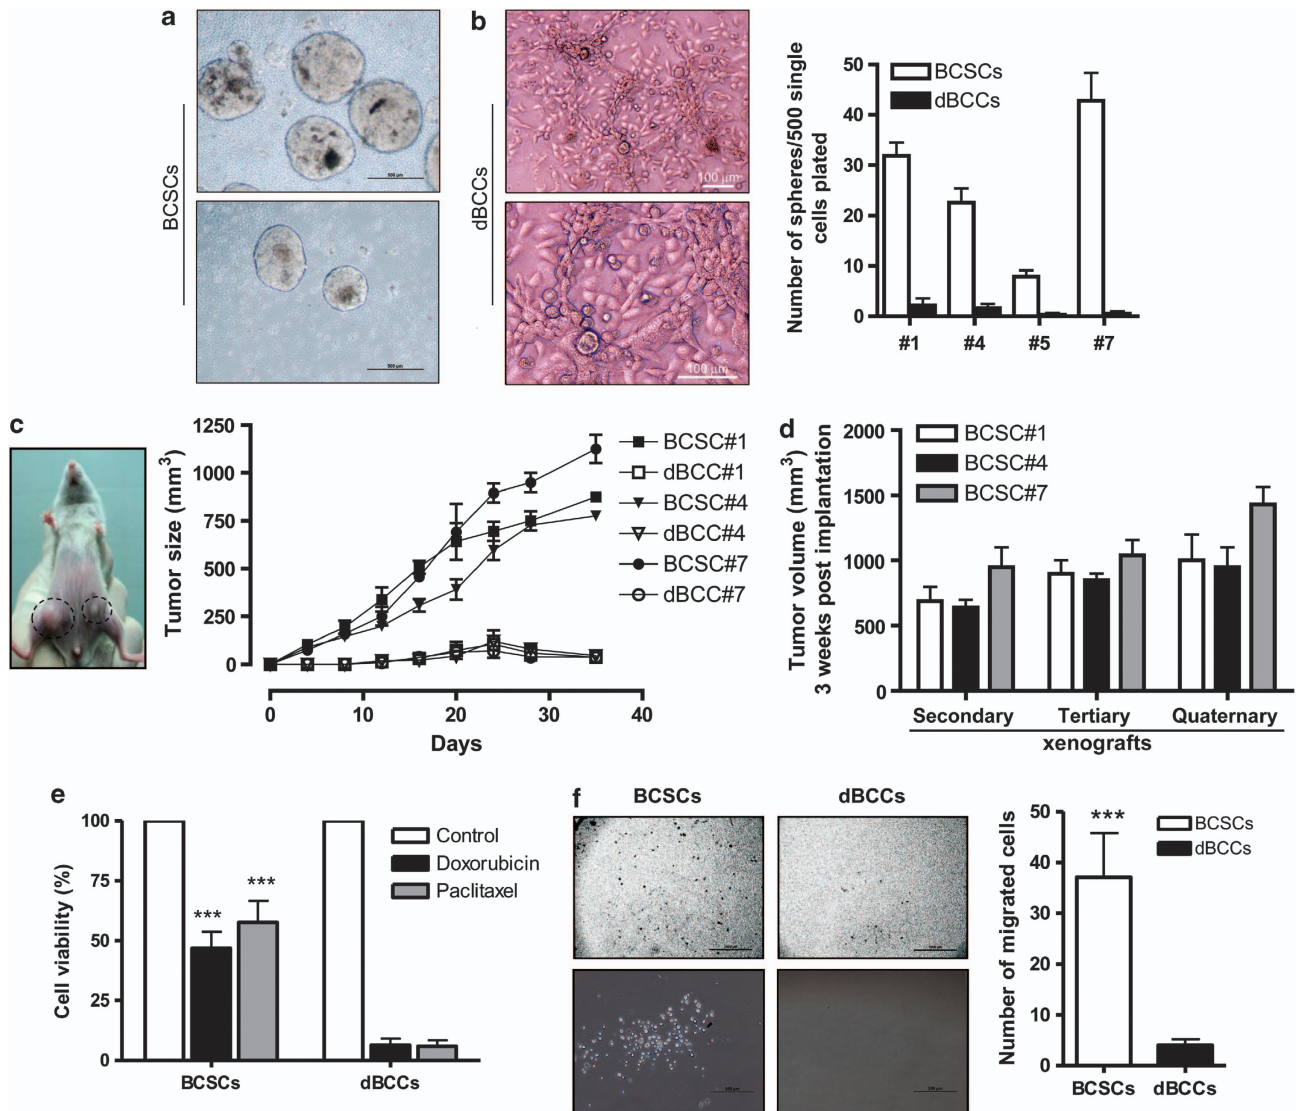 a
BCSCs
500 µm
500 µm
b
dBCCs
100 µm
100 µm
Number of spheres/500 single
cells plated
50
40
30
20
10
0
BCSCs
dBCCs
#1 #4 #5 #7
c
Tumor size (mm³)
1250
1000
750
500
250
0
0 10 20 30 40
Days
BCSC#1
dBCC#1
BCSC#4
dBCC#4
BCSC#7
dBCC#7
d
Tumor volume (mm³)
3 weeks post implantation
2000
1500
1000
500
0
BCSC#1
BCSC#4
BCSC#7
Secondary Tertiary Quaternary
xenografts
e
Cell viability (%)
100
75
50
25
0
*** ***
Control
Doxorubicin
Paclitaxel
BCSCs dBCCs
f
BCSCs dBCCs
Number of migrated cells
50
40
30
20
10
0
***
BCSCs
dBCCs
BCSCs dBCCs